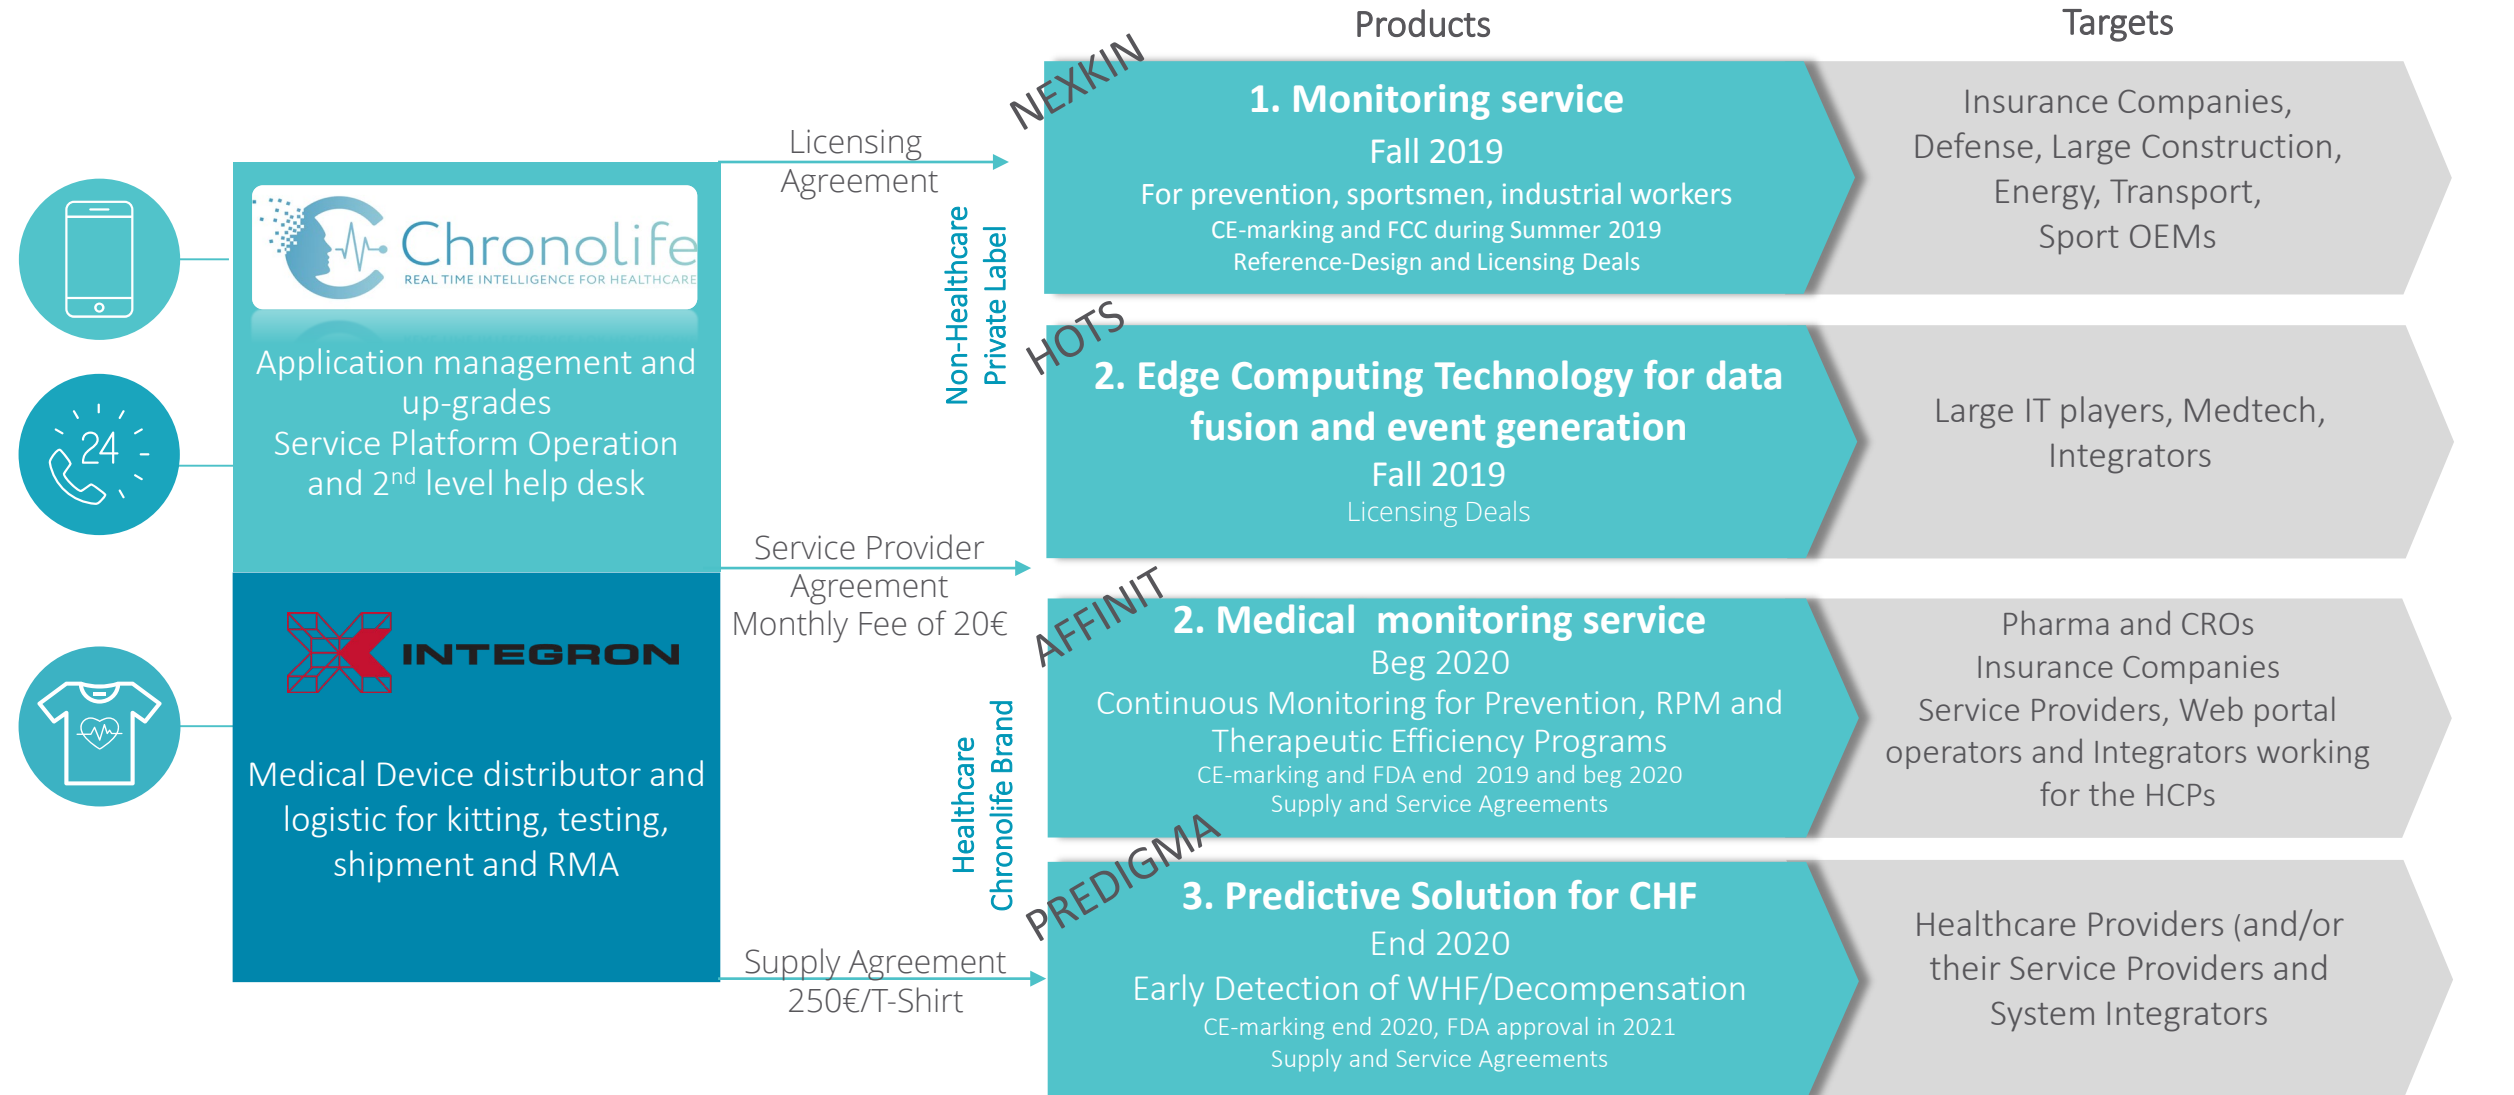 Products
Targets
24
Chronolife
REAL TIME INTELLIGENCE FOR HEALTHCARE
Application management and
up-grades
Service Platform Operation
and 2nd level help desk
INTEGRON
Medical Device distributor and
logistic for kitting, testing,
shipment and RMA
Licensing
Agreement
Non-Healthcare
Private Label
Service Provider
Agreement
Monthly Fee of 20€
Healthcare
Chronolife Brand
Supply Agreement
250€/T-Shirt
NEXKIN
1. Monitoring service
Fall 2019
For prevention, sportsmen, industrial workers
CE-marking and FCC during Summer 2019
Reference-Design and Licensing Deals
Insurance Companies,
Defense, Large Construction,
Energy, Transport,
Sport OEMs
HOTS
2. Edge Computing Technology for data
fusion and event generation
Fall 2019
Licensing Deals
Large IT players, Medtech,
Integrators
AFFINIT
2. Medical  monitoring service
Beg 2020
Continuous Monitoring for Prevention, RPM and
Therapeutic Efficiency Programs
CE-marking and FDA end  2019 and beg 2020
Supply and Service Agreements
Pharma and CROs
Insurance Companies
Service Providers, Web portal
operators and Integrators working
for the HCPs
PREDIGMA
3. Predictive Solution for CHF
End 2020
Early Detection of WHF/Decompensation
CE-marking end 2020, FDA approval in 2021
Supply and Service Agreements
Healthcare Providers (and/or
their Service Providers and
System Integrators